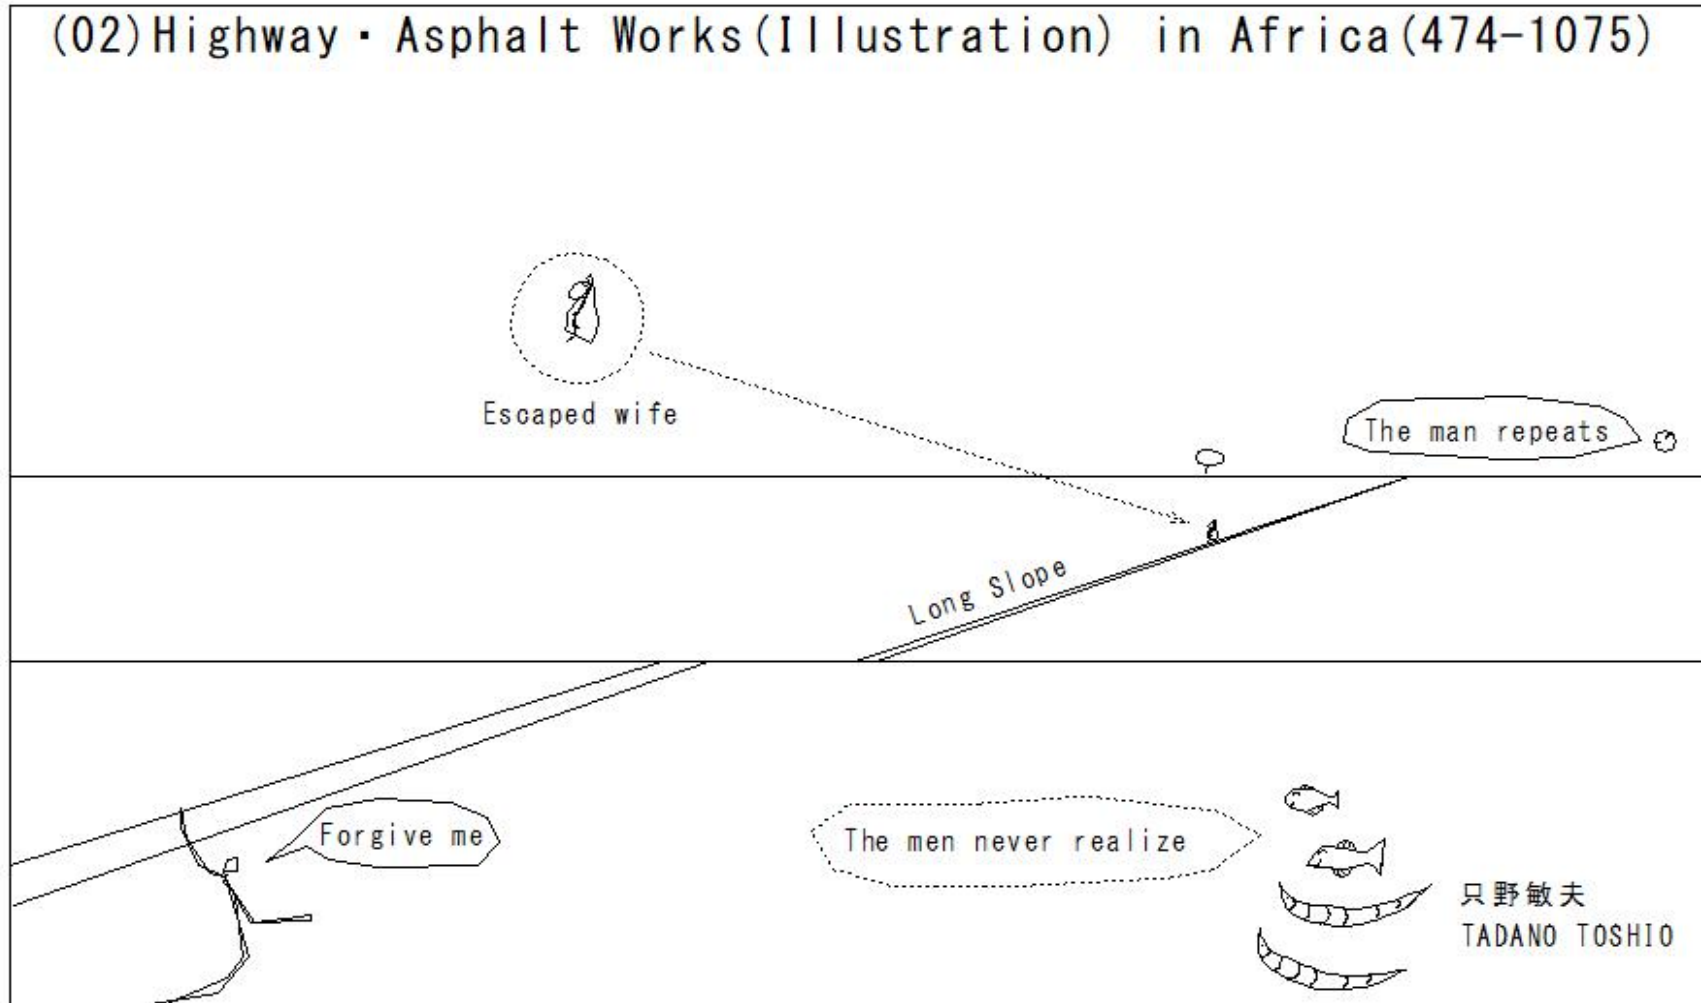 (02)Highway・Asphalt Works(Illustration) in Africa(474-1075)
Escaped wife
The man repeats
Long Slope
Forgive me
The men never realize
只野敏夫
TADANO TOSHIO